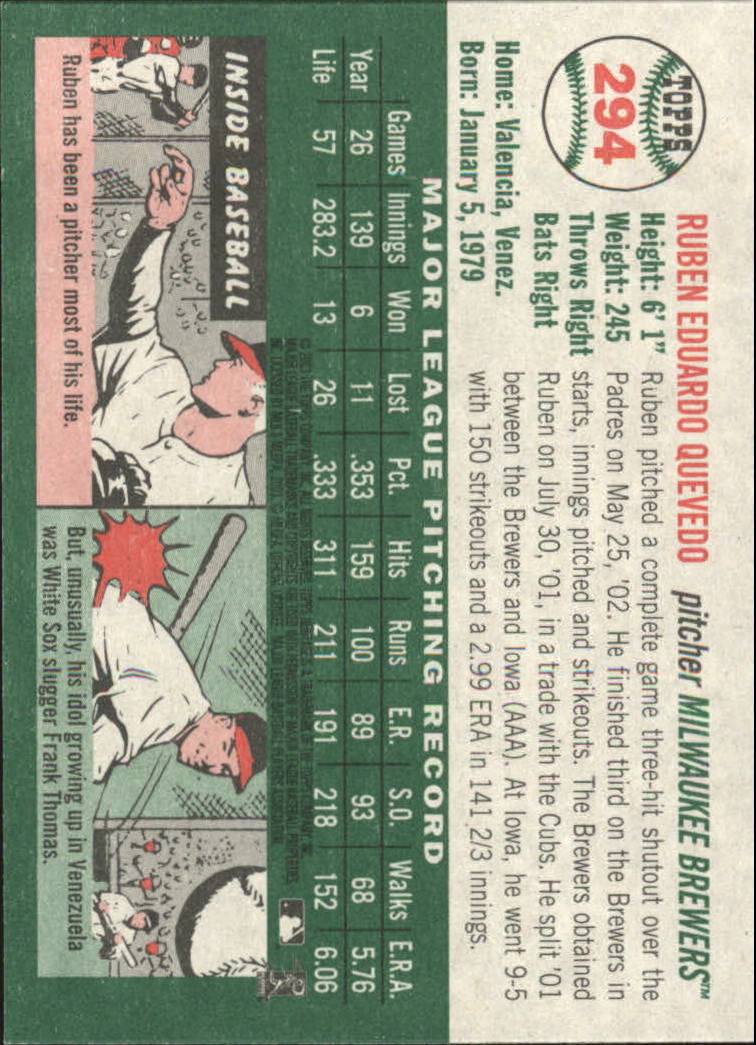 TOPPS
294
RUBEN EDUARDO QUEVEDO pitcher MILWAUKEE BREWERS™
Height: 6' 1"
Weight: 245
Throws Right
Bats Right
Home: Valencia, Venez.
Born: January 5, 1979
Ruben pitched a complete game three-hit shutout over the
Padres on May 25, '02. He finished third on the Brewers in
starts, innings pitched and strikeouts. The Brewers obtained
Ruben on July 30, '01, in a trade with the Cubs. He split '01
between the Brewers and Iowa (AAA). At Iowa, he went 9-5
with 150 strikeouts and a 2.99 ERA in 141 2/3 innings.
MAJOR LEAGUE PITCHING RECORD
Games Innings Won Lost Pct. Hits Runs E.R. S.O. Walks E.R.A.
Year 26 139 6 11 .353 159 100 89 93 68 5.76
Life 57 283.2 13 26 .333 311 211 191 218 152 6.06
INSIDE BASEBALL
Ruben has been a pitcher most of his life.
But, unusually, his idol growing up in Venezuela
was White Sox slugger Frank Thomas.